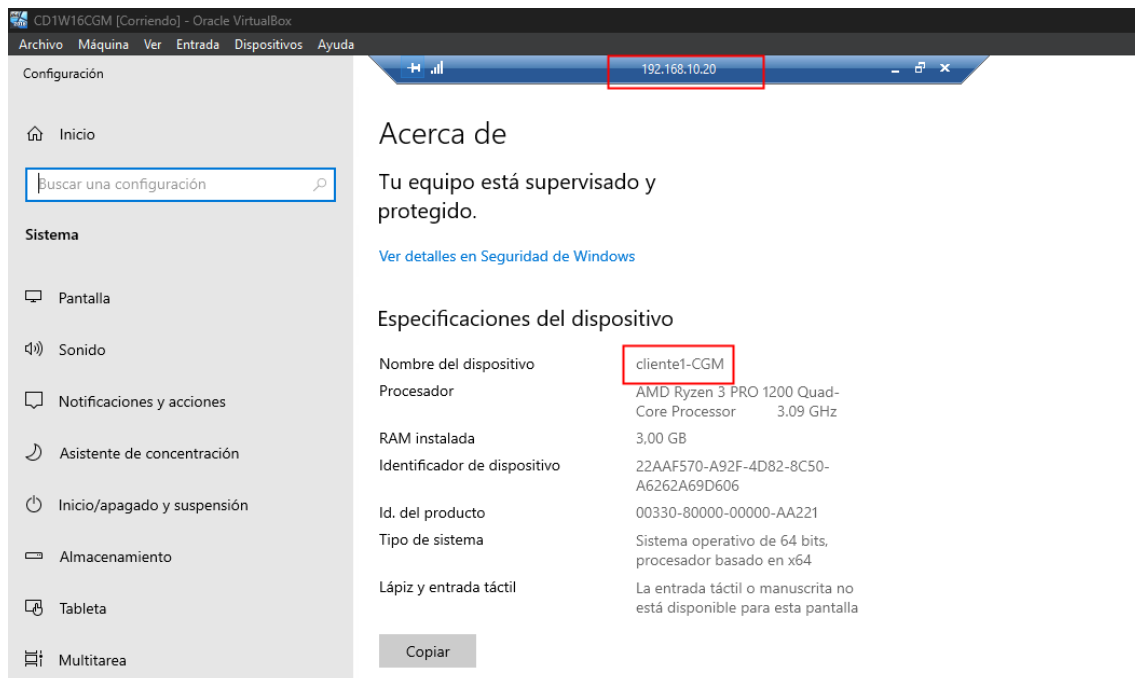 CD1W16CGM [Corriendo] - Oracle VirtualBox
Archivo Máquina Ver Entrada Dispositivos Ayuda
192.168.10.20
Configuración
Inicio
Buscar una configuración
Sistema
Pantalla
Sonido
Notificaciones y acciones
Asistente de concentración
Inicio/apagado y suspensión
Almacenamiento
Tableta
Multitarea
Acerca de
Tu equipo está supervisado y
protegido.
Ver detalles en Seguridad de Windows
Especificaciones del dispositivo
Nombre del dispositivo cliente1-CGM
Procesador AMD Ryzen 3 PRO 1200 Quad-
Core Processor 3.09 GHz
RAM instalada 3,00 GB
Identificador de dispositivo 22AAF570-A92F-4D82-8C50-
A6262A69D606
Id. del producto 00330-80000-00000-AA221
Tipo de sistema Sistema operativo de 64 bits,
procesador basado en x64
Lápiz y entrada táctil La entrada táctil o manuscrita no
está disponible para esta pantalla
Copiar